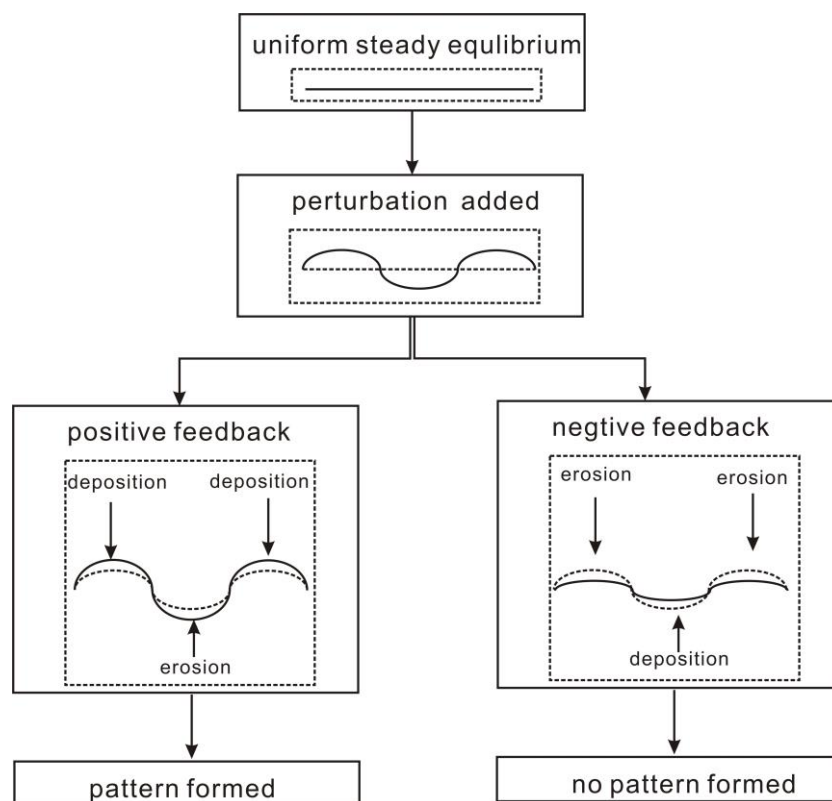 uniform steady equlibrium
perturbation added
positive feedback
deposition
deposition
erosion
negtive feedback
erosion
erosion
deposition
pattern formed
no pattern formed